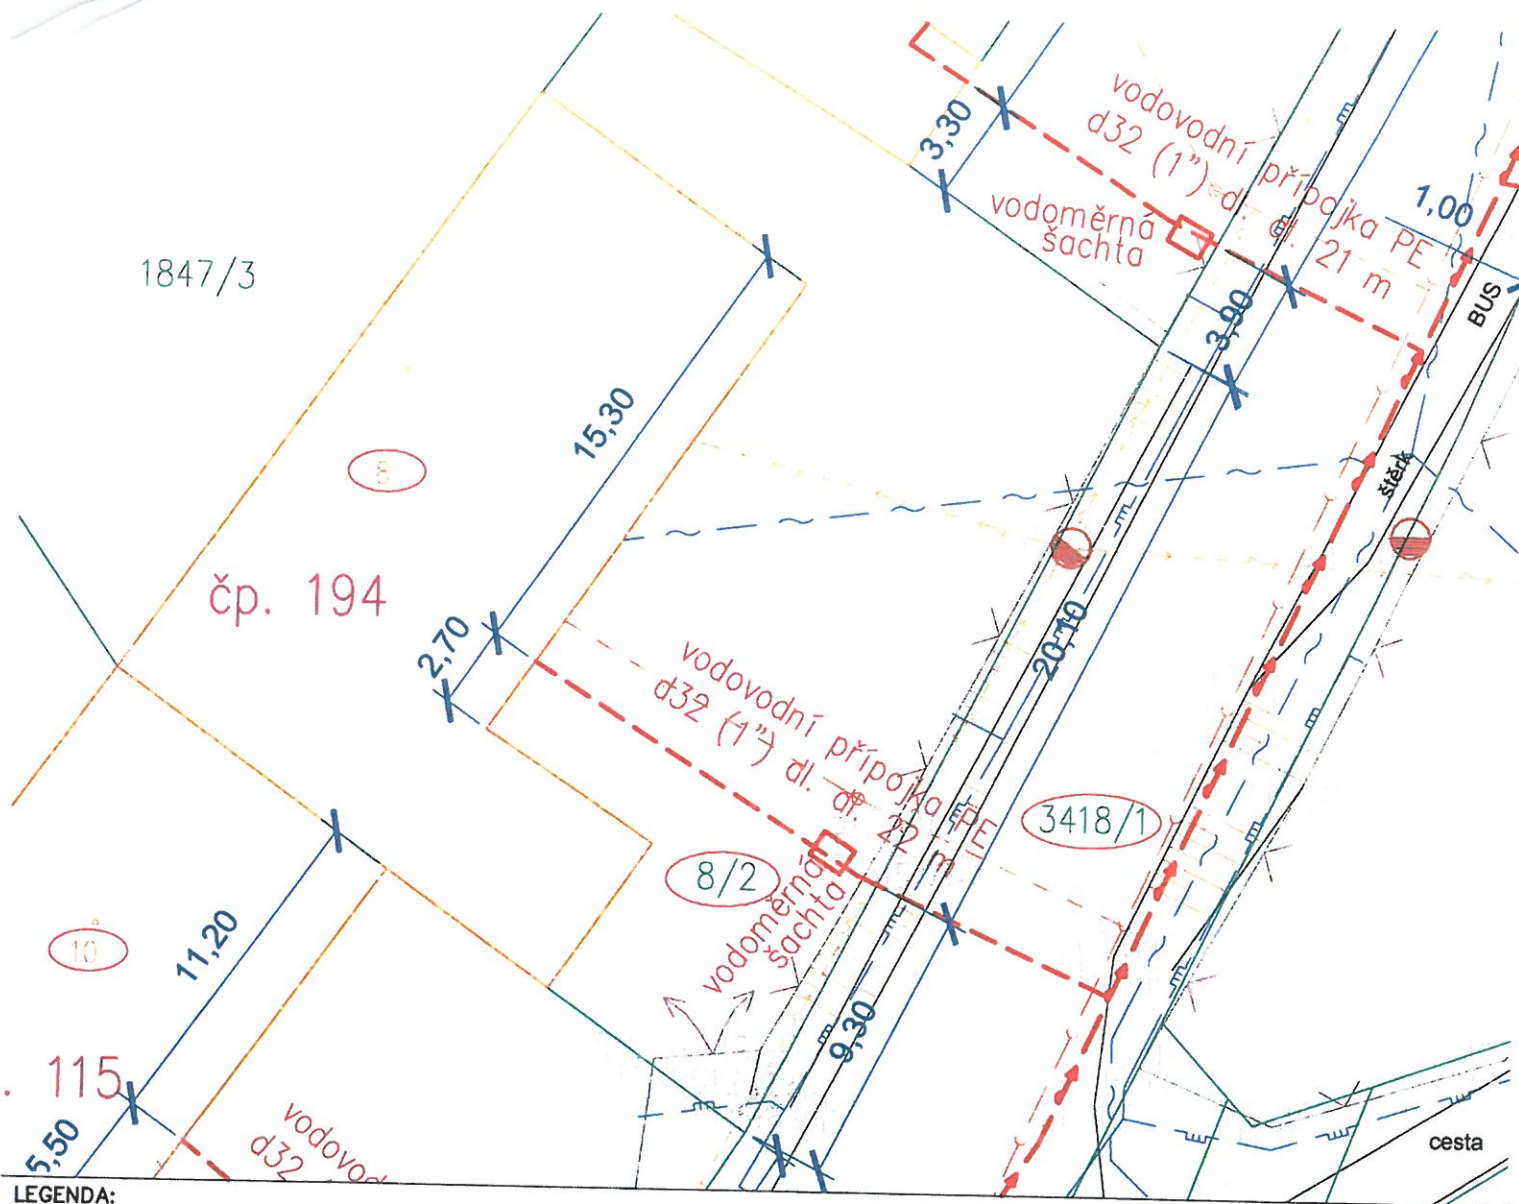 3,30
vodovodní přípojka PE
d32 (1") d. dl. 21 m
vodoměrná
šachta
1,00
BUS
1847/3
3,90
15,30
8
štěrk
čp. 194
2,70
20,10
vodovodní přípojka PE
d32 (1") dl. dl. 22 m
3418/1
8/2
vodoměrná
šachta
11,20
10
9,30
. 115
5,50
vodovod
d32
cesta
LEGENDA: